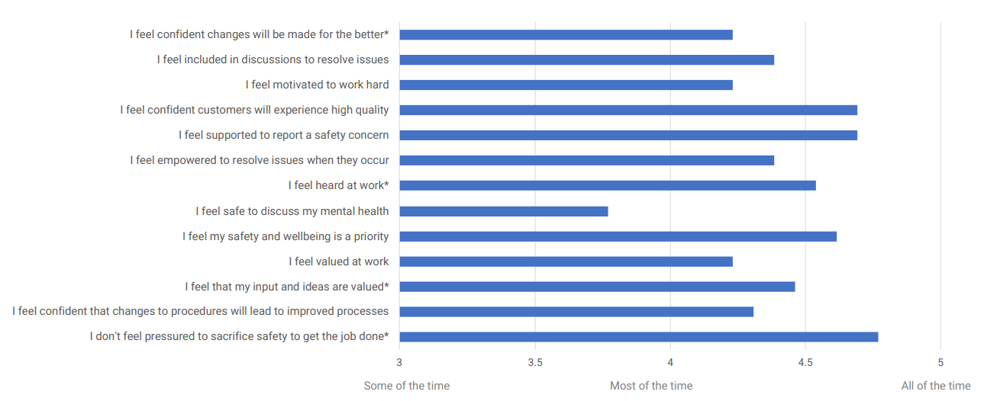 I feel confident changes will be made for the better*
I feel included in discussions to resolve issues
I feel motivated to work hard
I feel confident customers will experience high quality
I feel supported to report a safety concern
I feel empowered to resolve issues when they occur
I feel heard at work*
I feel safe to discuss my mental health
I feel my safety and wellbeing is a priority
I feel valued at work
I feel that my input and ideas are valued*
I feel confident that changes to procedures will lead to improved processes
I don't feel pressured to sacrifice safety to get the job done*
3 3.5 4 4.5 5
Some of the time Most of the time All of the time